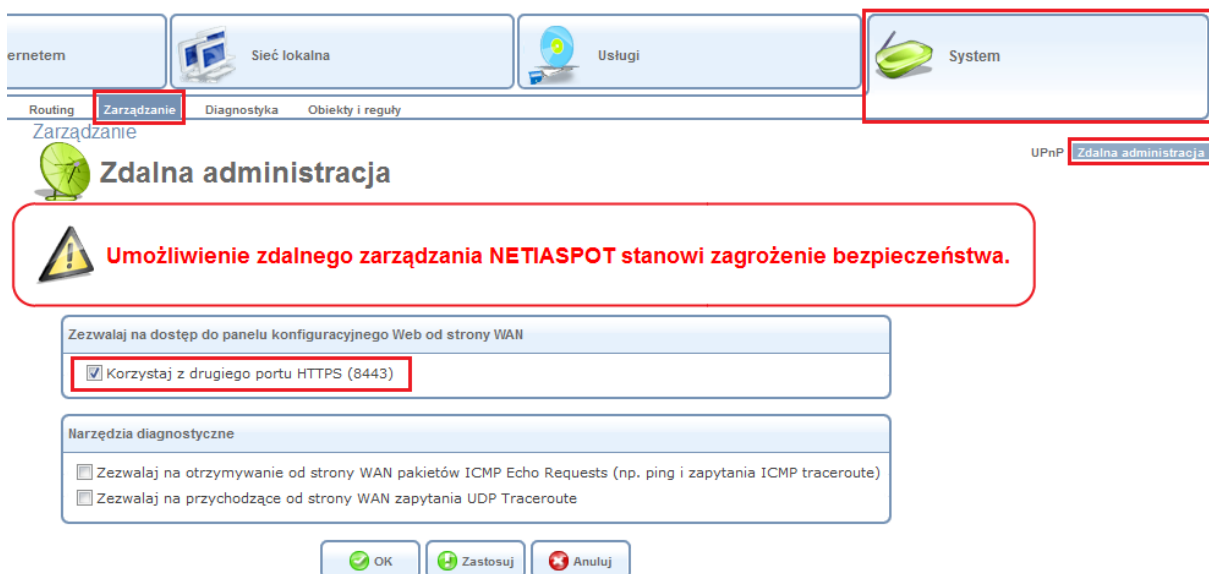 ernetem
Sieć lokalna
Usługi
System
Routing Zarządzanie Diagnostyka Obiekty i reguły
Zarządzanie
UPnP Zdalna administracja
Zdalna administracja
Umożliwienie zdalnego zarządzania NETIASPOT stanowi zagrożenie bezpieczeństwa.
Zezwalaj na dostęp do panelu konfiguracyjnego Web od strony WAN
Korzystaj z drugiego portu HTTPS (8443)
Narzędzia diagnostyczne
Zezwalaj na otrzymywanie od strony WAN pakietów ICMP Echo Requests (np. ping i zapytania ICMP traceroute)
Zezwalaj na przychodzące od strony WAN zapytania UDP Traceroute
OK Zastosuj Anuluj